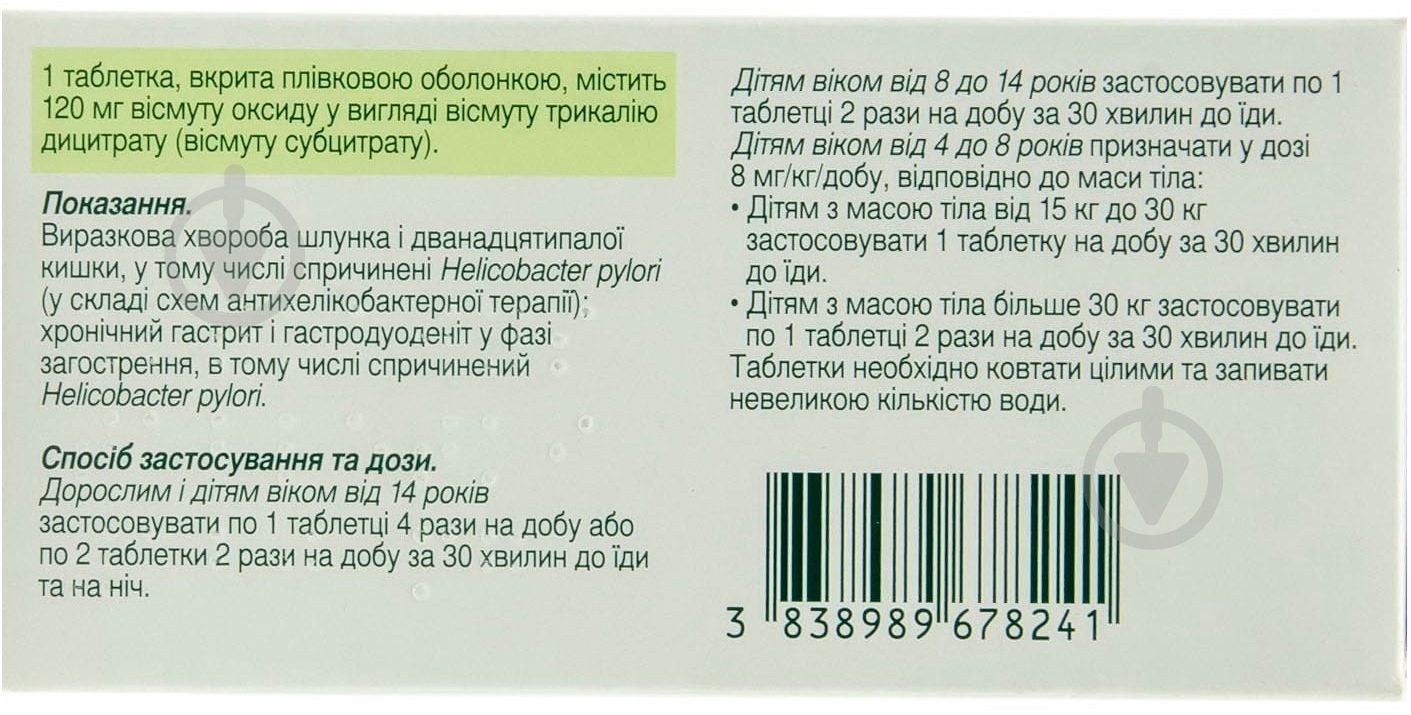 1 таблетка, вкрита плівковою оболонкою, містить
120 мг вісмуту оксиду у вигляді вісмуту трикалію
дицитрату (вісмуту субцитрату).
Показання.
Виразкова хвороба шлунка і дванадцятипалої
кишки, у тому числі спричинені Helicobacter pylori
(у складі схем антихелікобактерної терапії);
хронічний гастрит і гастродуоденіт у фазі
загострення, в тому числі спричинений
Helicobacter pylori.
Спосіб застосування та дози.
Дорослим і дітям віком від 14 років
застосовувати по 1 таблетці 4 рази на добу або
по 2 таблетки 2 рази на добу за 30 хвилин до їди
та на ніч.
Дітям віком від 8 до 14 років застосовувати по 1
таблетці 2 рази на добу за 30 хвилин до їди.
Дітям віком від 4 до 8 років призначати у дозі
8 мг/кг/добу, відповідно до маси тіла:
• Дітям з масою тіла від 15 кг до 30 кг
застосовувати 1 таблетку на добу за 30 хвилин
до їди.
• Дітям з масою тіла більше 30 кг застосовувати
по 1 таблетці 2 рази на добу за 30 хвилин до їди.
Таблетки необхідно ковтати цілими та запивати
невеликою кількістю води.
3 838989 678241